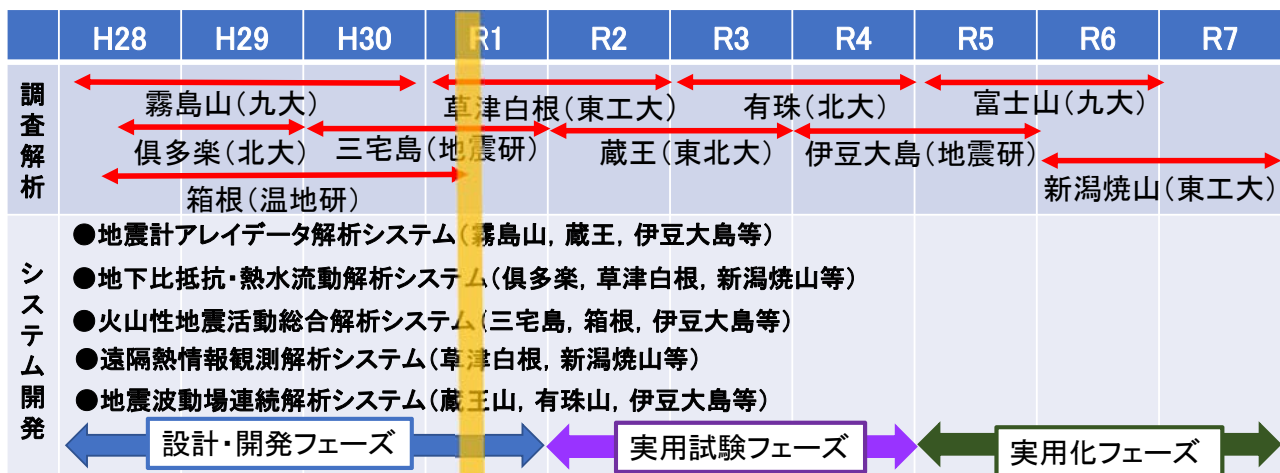 H28 H29 H30 R1 R2 R3 R4 R5 R6 R7
調査解析
霧島山(九大)
草津白根(東工大)
有珠(北大)
富士山(九大)
俱多楽(北大)
三宅島(地震研)
蔵王(東北大)
伊豆大島(地震研)
箱根(温地研)
新潟焼山(東工大)
システム開発
●地震計アレイデータ解析システム(霧島山, 蔵王, 伊豆大島等)
●地下比抵抗・熱水流動解析システム(俱多楽, 草津白根, 新潟焼山等)
●火山性地震活動総合解析システム(三宅島, 箱根, 伊豆大島等)
●遠隔熱情報観測解析システム(草津白根, 新潟焼山等)
●地震波動場連続解析システム(蔵王山, 有珠山, 伊豆大島等)
設計・開発フェーズ
実用試験フェーズ
実用化フェーズ